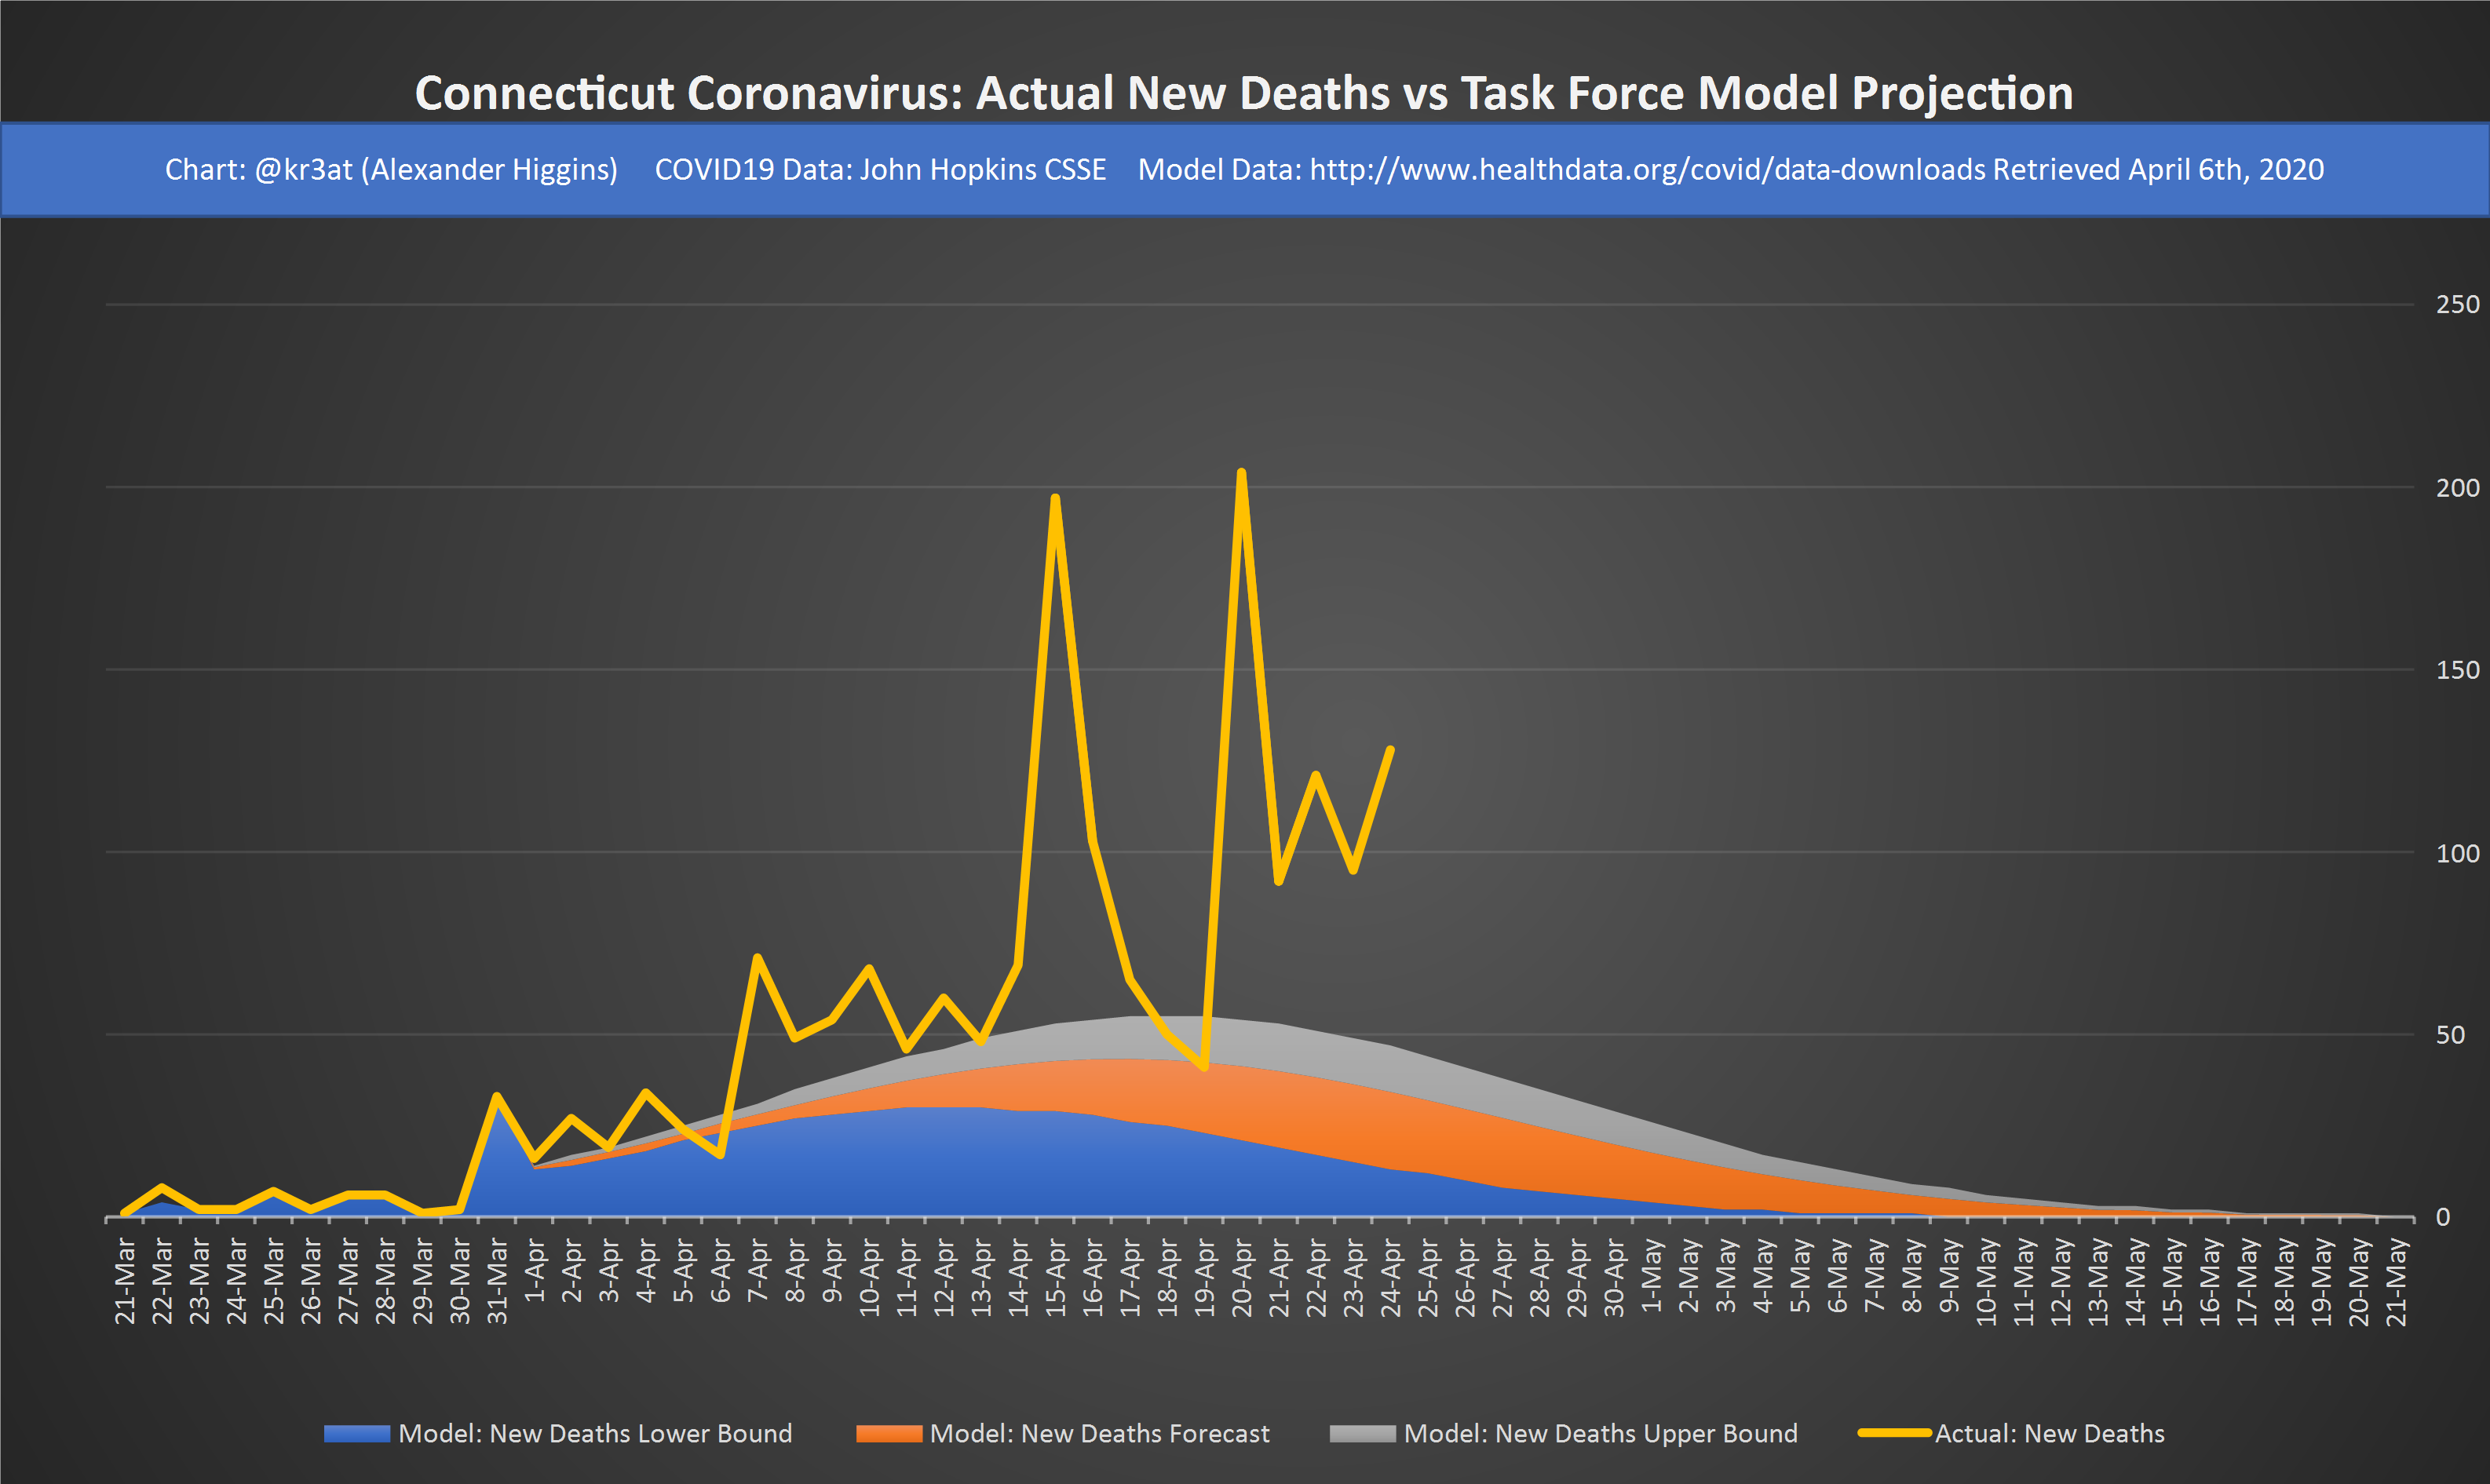 Connecticut Coronavirus: Actual New Deaths vs Task Force Model Projection
Chart: @kr3at (Alexander Higgins) COVID19 Data: John Hopkins CSSE Model Data: http://www.healthdata.org/covid/data-downloads Retrieved April 6th, 2020
250
200
150
100
50
0
21-Mar
22-Mar
23-Mar
24-Mar
25-Mar
26-Mar
27-Mar
28-Mar
29-Mar
30-Mar
31-Mar
1-Apr
2-Apr
3-Apr
4-Apr
5-Apr
6-Apr
7-Apr
8-Apr
9-Apr
10-Apr
11-Apr
12-Apr
13-Apr
14-Apr
15-Apr
16-Apr
17-Apr
18-Apr
19-Apr
20-Apr
21-Apr
22-Apr
23-Apr
24-Apr
25-Apr
26-Apr
27-Apr
28-Apr
29-Apr
30-Apr
1-May
2-May
3-May
4-May
5-May
6-May
7-May
8-May
9-May
10-May
11-May
12-May
13-May
14-May
15-May
16-May
17-May
18-May
19-May
20-May
21-May
Model: New Deaths Lower Bound
Model: New Deaths Forecast
Model: New Deaths Upper Bound
Actual: New Deaths